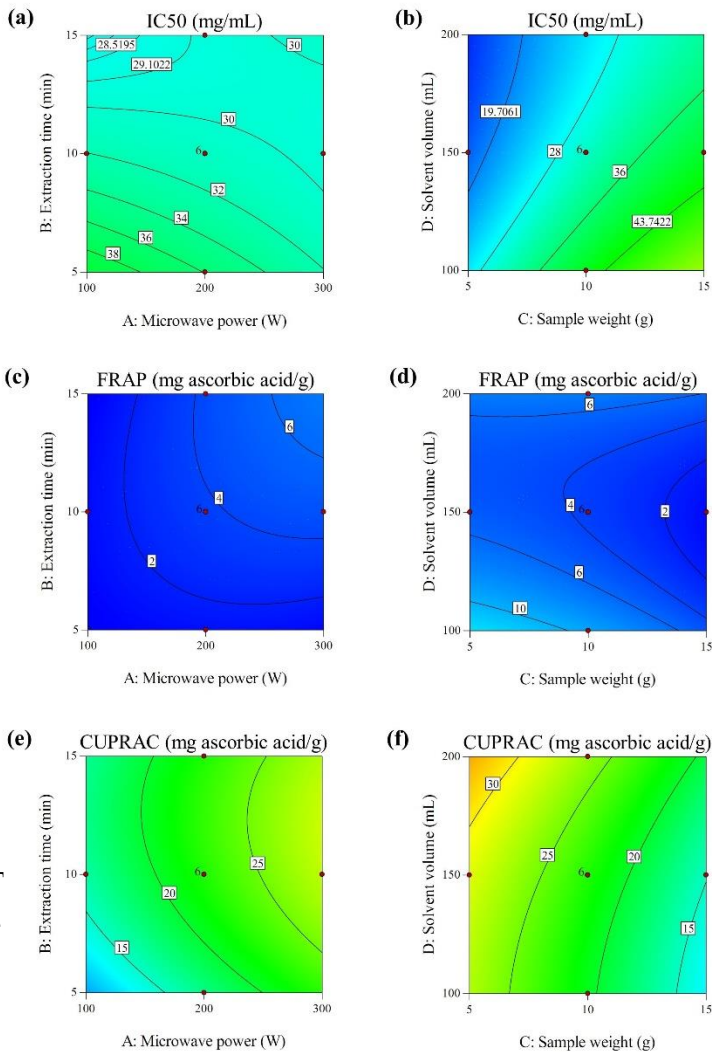 (a)
IC50 (mg/mL)
B: Extraction time (min)
15
10
5
28.5195
29.1022
30
30
6
32
34
36
38
100
200
300
A: Microwave power (W)
(b)
IC50 (mg/mL)
D: Solvent volume (mL)
200
150
100
19.7061
28
6
36
43.7422
5
10
15
C: Sample weight (g)
(c)
FRAP (mg ascorbic acid/g)
B: Extraction time (min)
15
10
5
6
4
6
2
100
200
300
A: Microwave power (W)
(d)
FRAP (mg ascorbic acid/g)
D: Solvent volume (mL)
200
150
100
6
4
6
2
6
10
5
10
15
C: Sample weight (g)
(e)
CUPRAC (mg ascorbic acid/g)
B: Extraction time (min)
15
10
5
6
25
20
15
100
200
300
A: Microwave power (W)
(f)
CUPRAC (mg ascorbic acid/g)
D: Solvent volume (mL)
200
150
100
30
25
6
20
15
5
10
15
C: Sample weight (g)